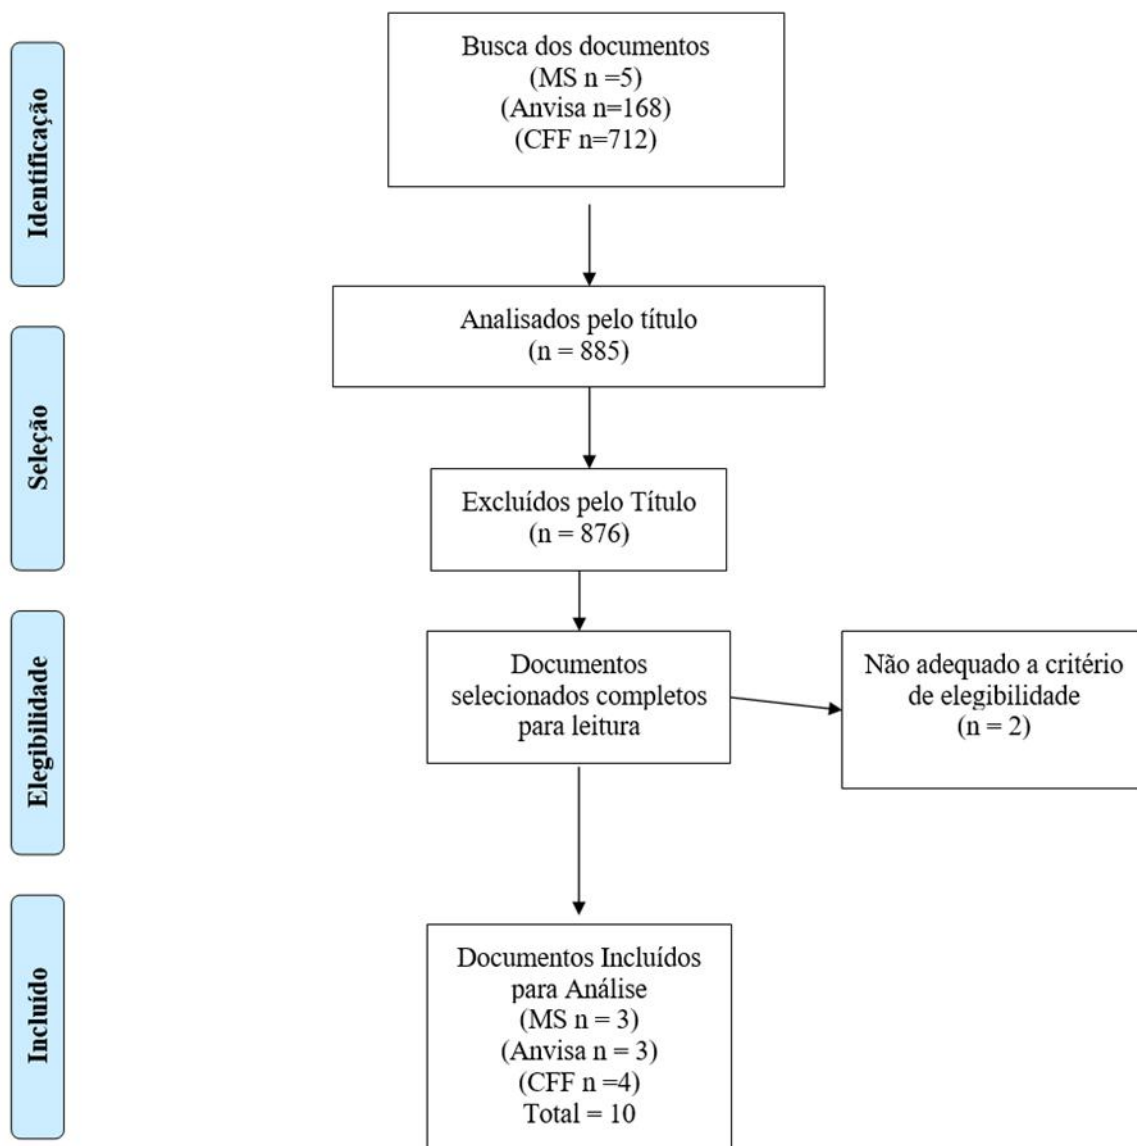 Identificação
Busca dos documentos
(MS n =5)
(Anvisa n=168)
(CFF n=712)
Seleção
Analisados pelo título
(n = 885)
Excluídos pelo Título
(n = 876)
Elegibilidade
Documentos
selecionados completos
para leitura
Não adequado a critério
de elegibilidade
(n = 2)
Incluído
Documentos Incluídos
para Análise
(MS n = 3)
(Anvisa n = 3)
(CFF n =4)
Total = 10